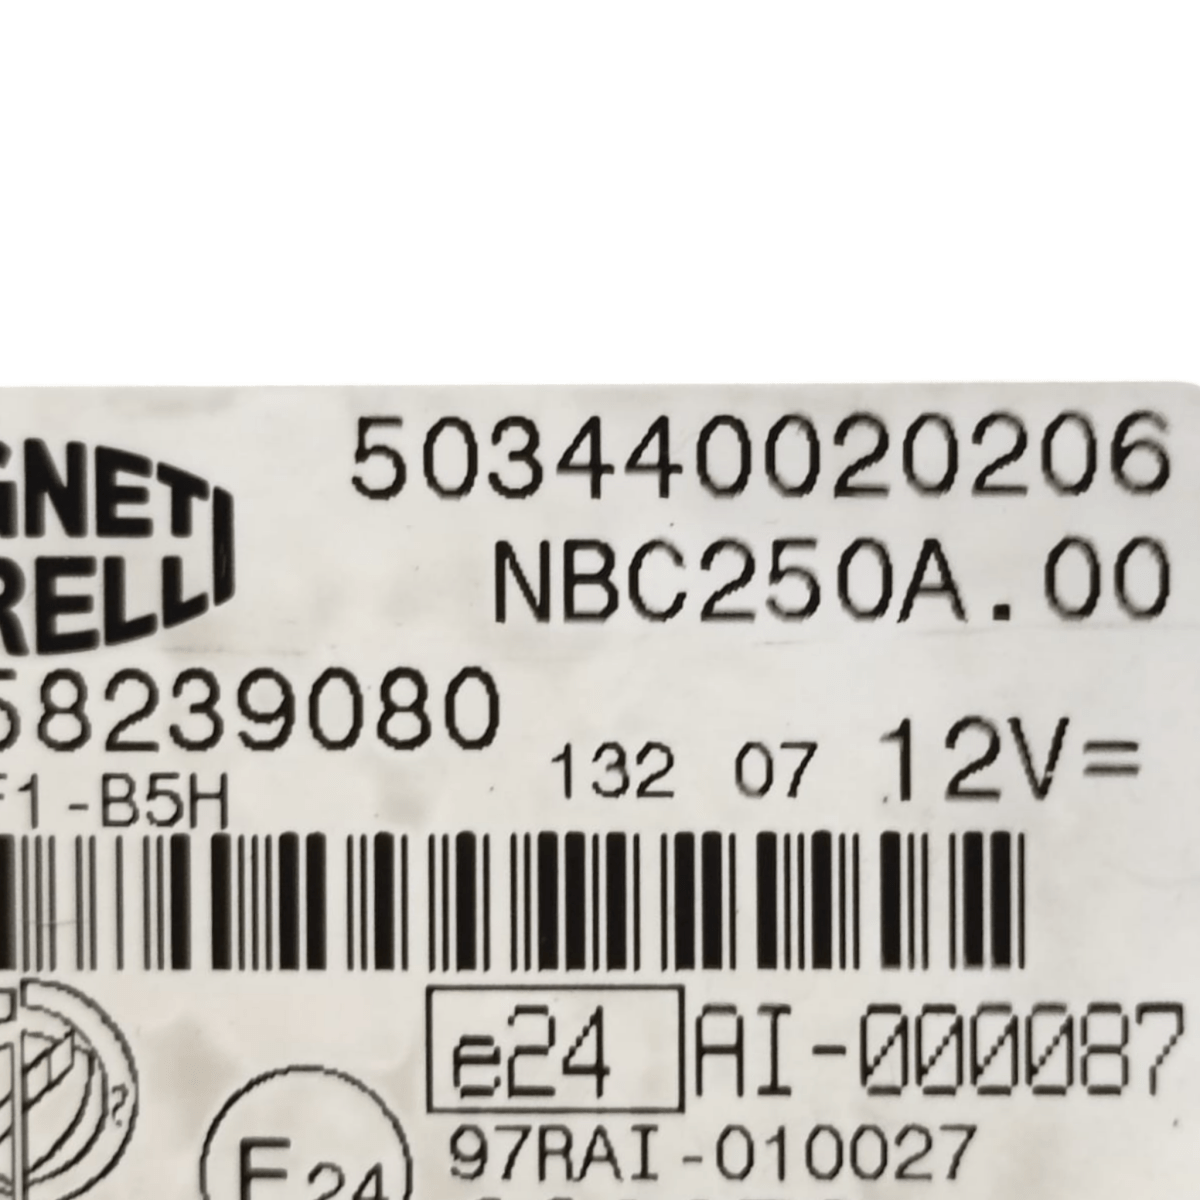 503440020206
GNETI
RELLI
NBC250A.00
58239080
132 07 12V=
F1-B5H
e24 AI-000087
97RAI-010027
E24